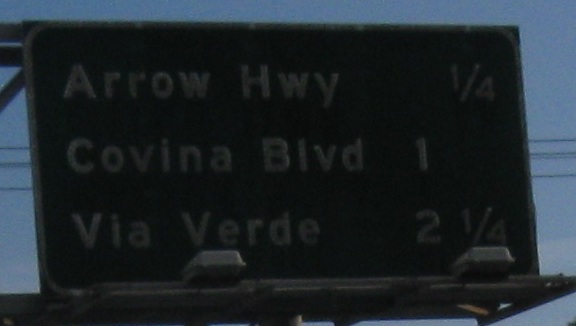 Arrow Hwy 1/4
Covina Blvd 1
Via Verde 2 1/4